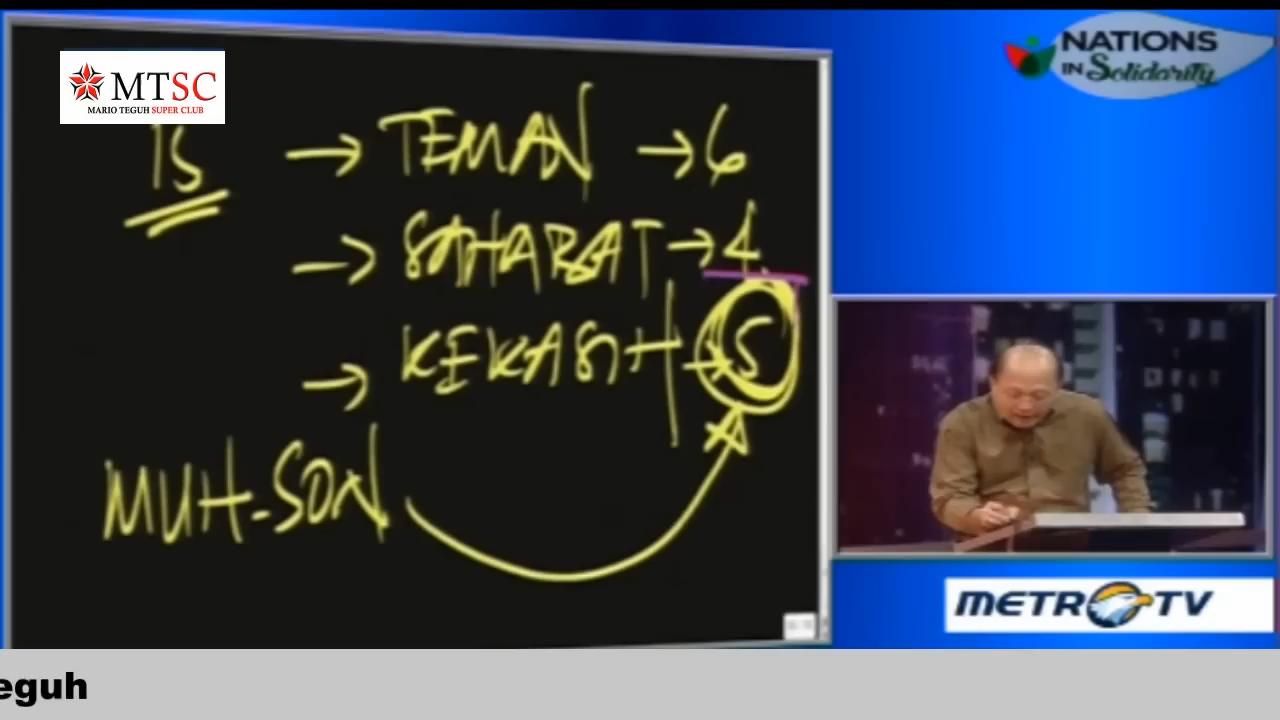 NATIONS
IN Solidarity
MTSC
MARIO TEGUH SUPER CLUB
15 → TEMAN → 6
→ SAHABAT → 4
→ KEKASIH → 5
MUH-SON
METRO TV
eguh